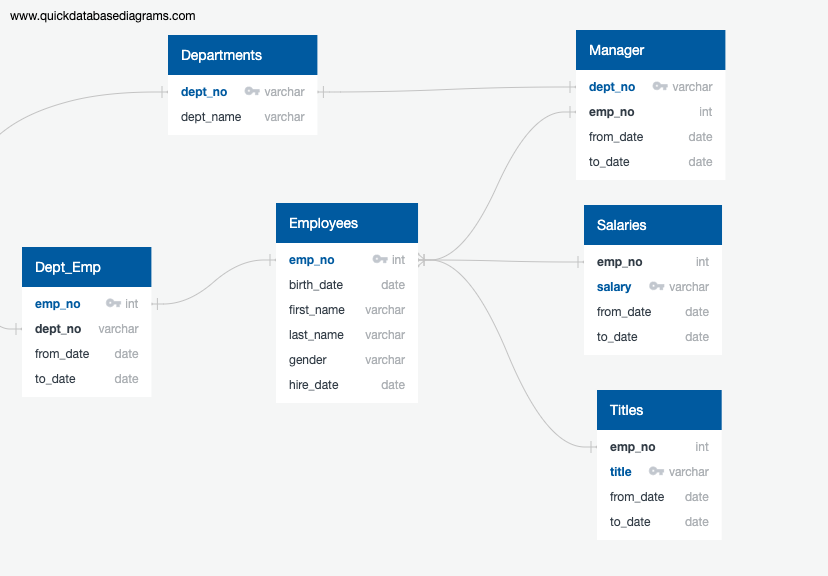 www.quickdatabasediagrams.com
Departments
dept_no varchar
dept_name varchar
Manager
dept_no varchar
emp_no int
from_date date
to_date date
Employees
emp_no int
birth_date date
first_name varchar
last_name varchar
gender varchar
hire_date date
Salaries
emp_no int
salary varchar
from_date date
to_date date
Dept_Emp
emp_no int
dept_no varchar
from_date date
to_date date
Titles
emp_no int
title varchar
from_date date
to_date date